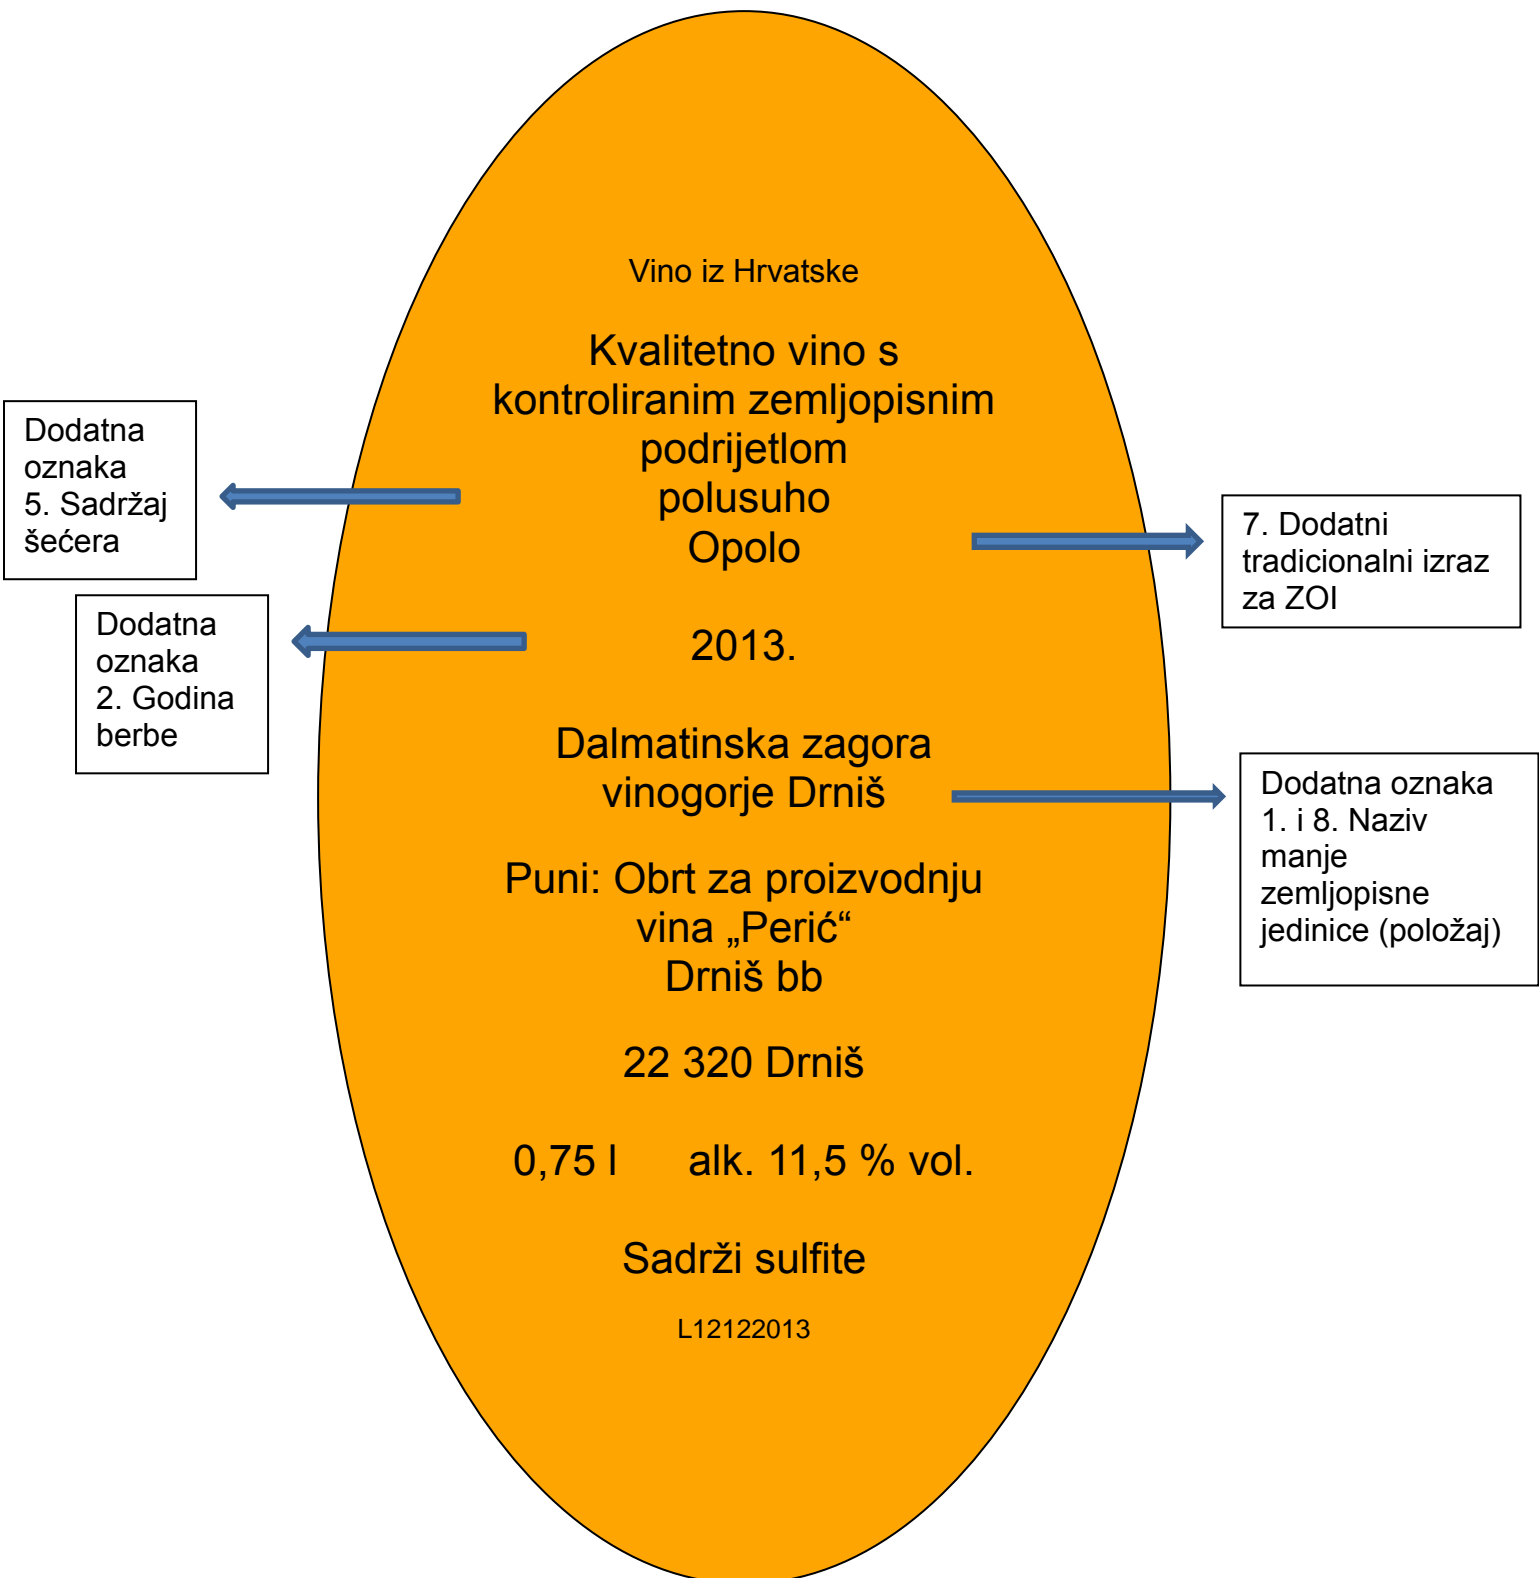 Vino iz Hrvatske
Kvalitetno vino s
kontroliranim zemljopisnim
podrijetlom
polusuho
Opolo
2013.
Dalmatinska zagora
vinogorje Drniš
Puni: Obrt za proizvodnju
vina „Perić“
Drniš bb
22 320 Drniš
0,75 l alk. 11,5 % vol.
Sadrži sulfite
L12122013
Dodatna
oznaka
5. Sadržaj
šećera
Dodatna
oznaka
2. Godina
berbe
7. Dodatni
tradicionalni izraz
za ZOI
Dodatna oznaka
1. i 8. Naziv
manje
zemljopisne
jedinice (položaj)